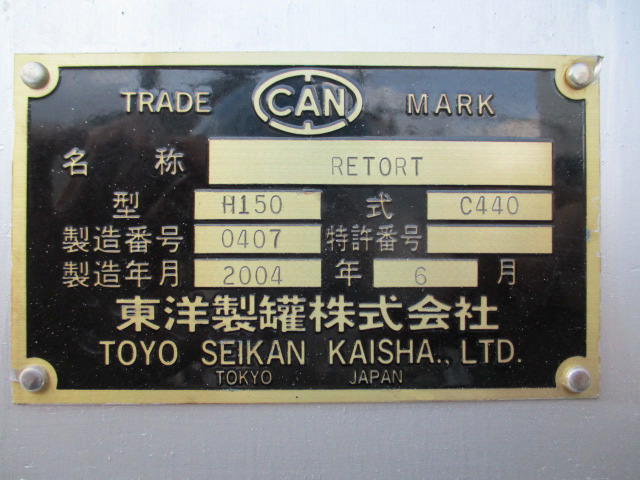 TRADE CAN MARK
名称 RETORT
型 H150 式 C440
製造番号 0407 特許番号
製造年月 2004 年 6 月
東洋製罐株式会社
TOYO SEIKAN KAISHA., LTD.
TOKYO JAPAN